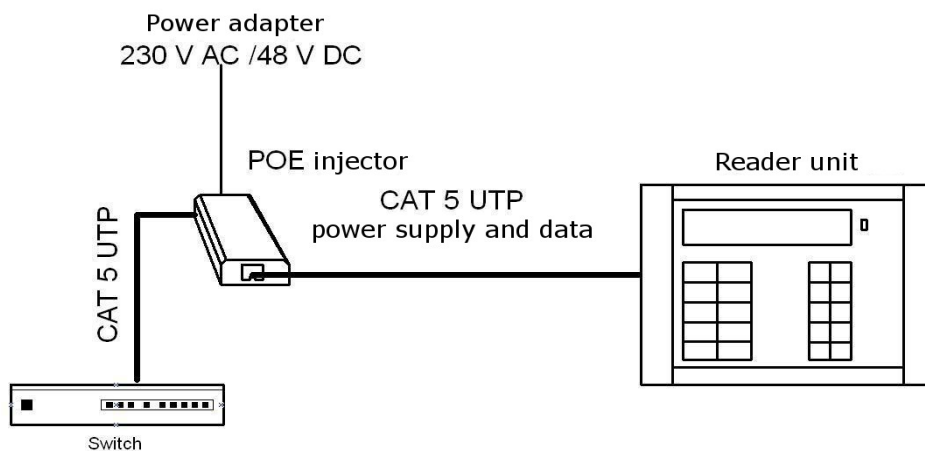 Power adapter
230 V AC /48 V DC
POE injector
Reader unit
CAT 5 UTP
power supply and data
CAT 5 UTP
Switch